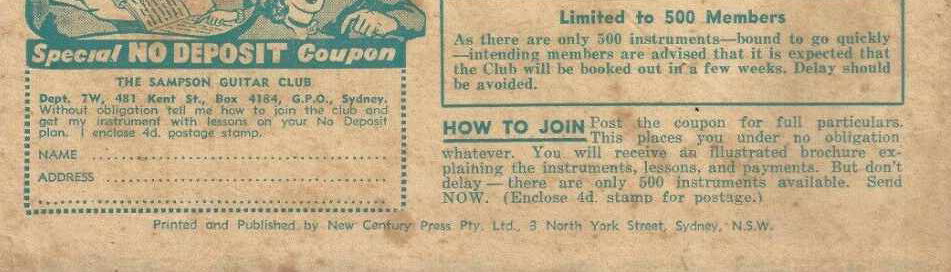 Special NO DEPOSIT Coupon
THE SAMPSON GUITAR CLUB
Dept. 7W, 481 Kent St., Box 4184, G.P.O., Sydney.
Without obligation tell me how to join the club and
get my instrument with lessons on your No Deposit
plan. I enclose 4d. postage stamp.
NAME
ADDRESS
Limited to 500 Members
As there are only 500 instruments—bound to go quickly
—intending members are advised that it is expected that
the Club will be booked out in a few weeks. Delay should
be avoided.
HOW TO JOIN Post the coupon for full particulars.
This places you under no obligation
whatever. You will receive an illustrated brochure ex-
plaining the instruments, lessons, and payments. But don't
delay — there are only 500 instruments available. Send
NOW. (Enclose 4d. stamp for postage.)
Printed and Published by New Century Press Pty. Ltd., 3 North York Street, Sydney, N.S.W.